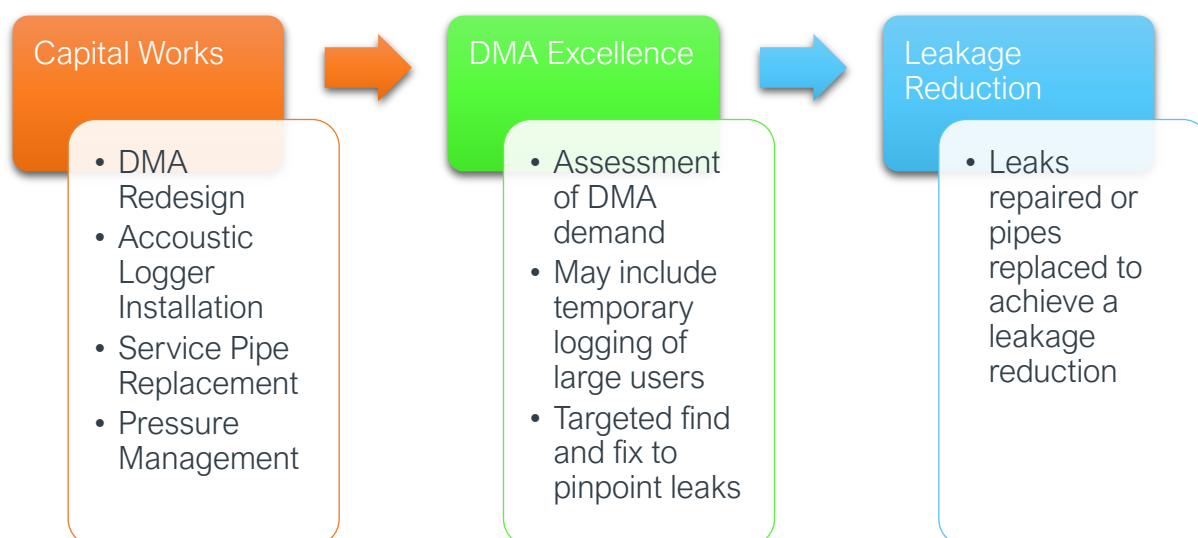 Capital Works
• DMA
Redesign
• Accoustic
Logger
Installation
• Service Pipe
Replacement
• Pressure
Management
DMA Excellence
• Assessment
of DMA
demand
• May include
temporary
logging of
large users
• Targeted find
and fix to
pinpoint leaks
Leakage
Reduction
• Leaks
repaired or
pipes
replaced to
achieve a
leakage
reduction